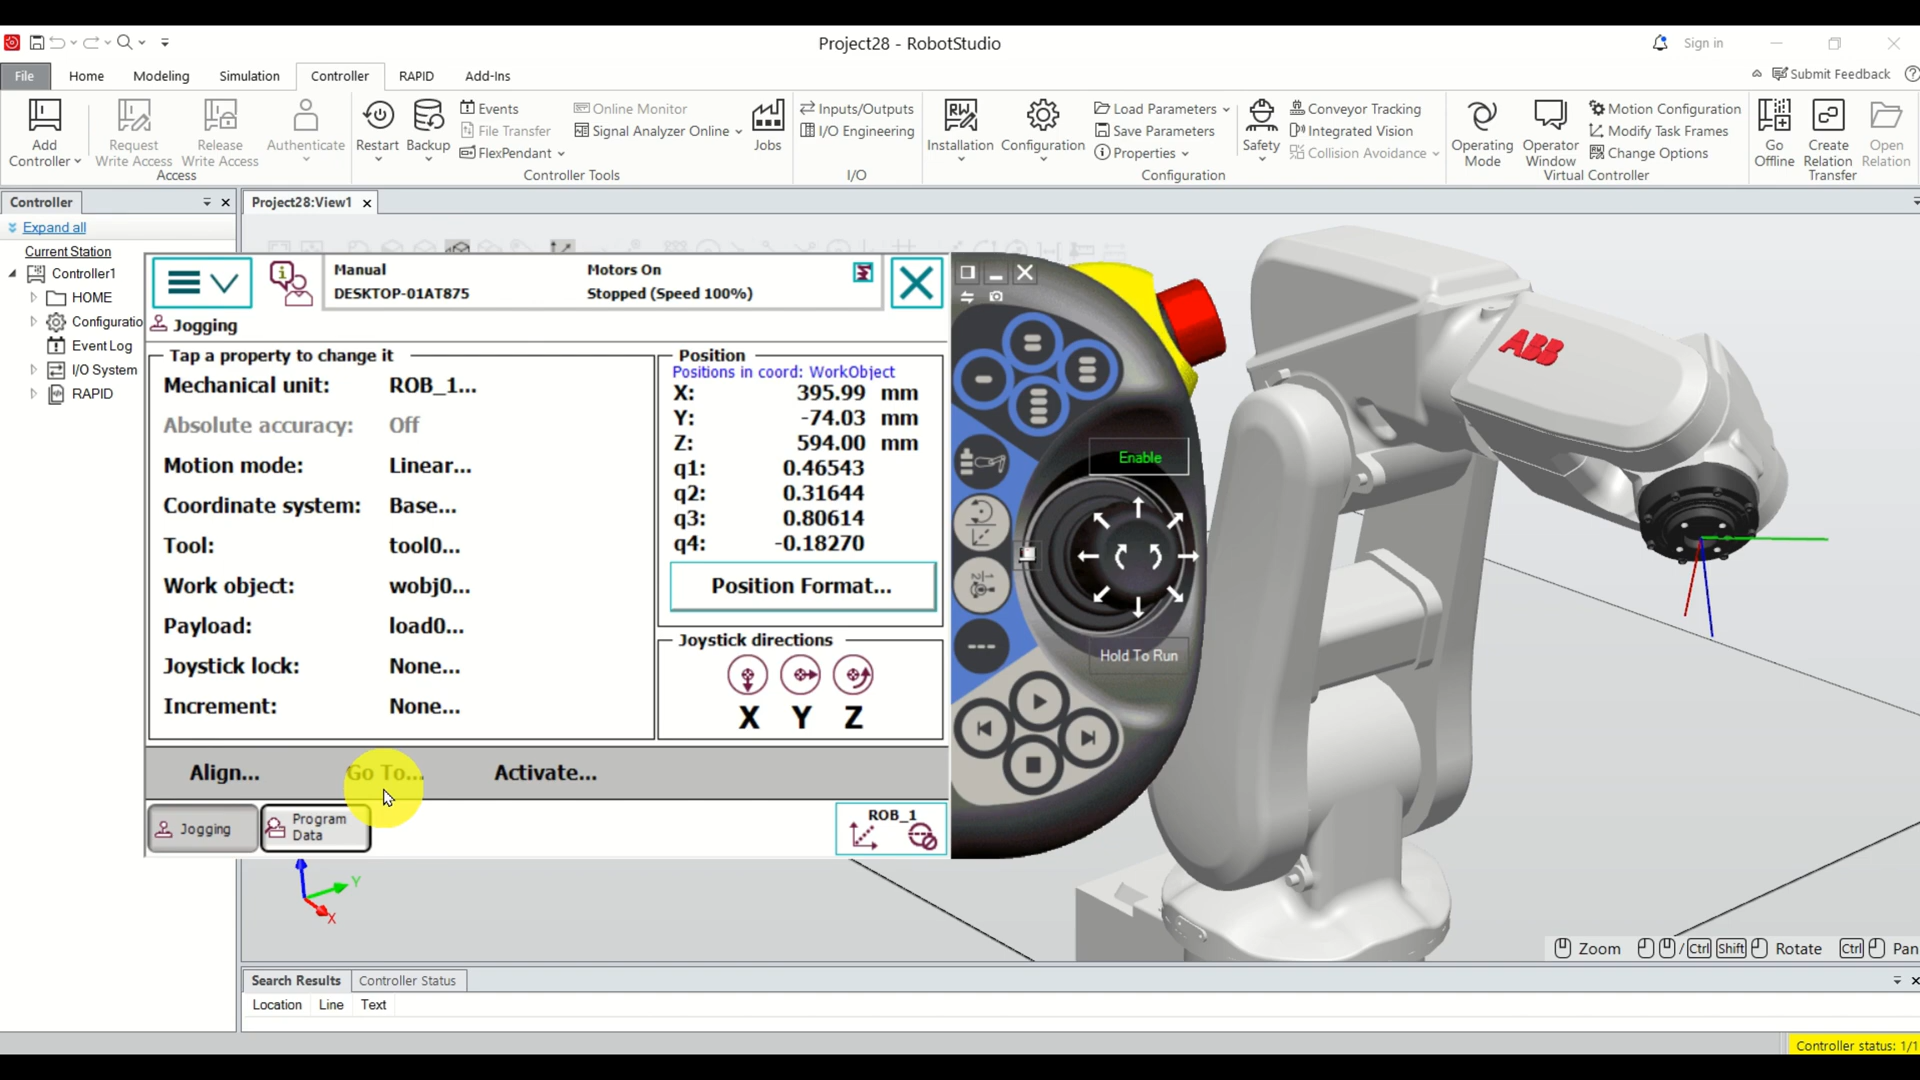 Project28 - RobotStudio
Sign in
File
Home
Modeling
Simulation
Controller
RAPID
Add-Ins
Submit Feedback
Add
Controller
Request
Write Access
Release
Write Access
Authenticate
Access
Restart
Backup
Events
File Transfer
FlexPendant
Online Monitor
Signal Analyzer Online
Jobs
Controller Tools
Inputs/Outputs
I/O Engineering
I/O
Installation
Configuration
Load Parameters
Save Parameters
Properties
Safety
Conveyor Tracking
Integrated Vision
Collision Avoidance
Configuration
Operating
Mode
Operator
Window
Motion Configuration
Modify Task Frames
Change Options
Virtual Controller
Go
Offline
Create
Relation
Open
Relation
Transfer
Controller
Project28:View1
Expand all
Current Station
Controller1
HOME
Configuratio
Event Log
I/O System
RAPID
Manual
DESKTOP-01AT875
Motors On
Stopped (Speed 100%)
Jogging
Tap a property to change it
Mechanical unit: ROB_1...
Absolute accuracy: Off
Motion mode: Linear...
Coordinate system: Base...
Tool: tool0...
Work object: wobj0...
Payload: load0...
Joystick lock: None...
Increment: None...
Position
Positions in coord: WorkObject
X: 395.99 mm
Y: -74.03 mm
Z: 594.00 mm
q1: 0.46543
q2: 0.31644
q3: 0.80614
q4: -0.18270
Position Format...
Joystick directions
X Y Z
Align... Go To... Activate...
Jogging
Program
Data
ROB_1
Enable
Hold To Run
ABB
Y
X
Zoom
/ Ctrl Shift Rotate
Ctrl Pan
Search Results
Controller Status
Location Line Text
Controller status: 1/1